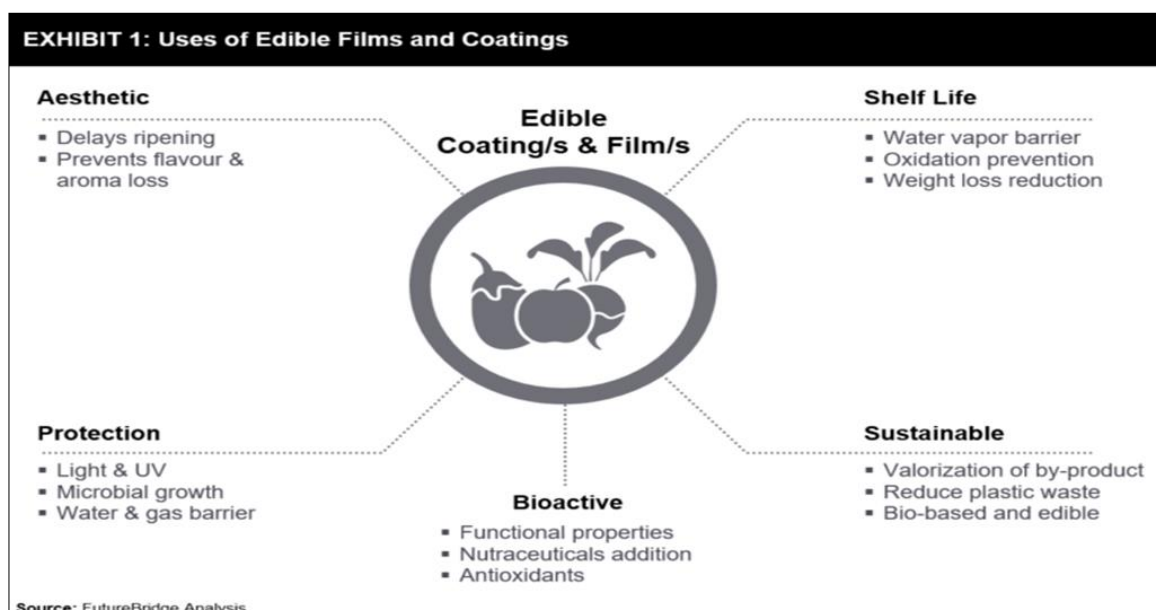 EXHIBIT 1: Uses of Edible Films and Coatings
Aesthetic
▪ Delays ripening
▪ Prevents flavour &
aroma loss
Edible
Coating/s & Film/s
Shelf Life
▪ Water vapor barrier
▪ Oxidation prevention
▪ Weight loss reduction
Protection
▪ Light & UV
▪ Microbial growth
▪ Water & gas barrier
Bioactive
▪ Functional properties
▪ Nutraceuticals addition
▪ Antioxidants
Sustainable
▪ Valorization of by-product
▪ Reduce plastic waste
▪ Bio-based and edible
Source: FutureBridge Analysis